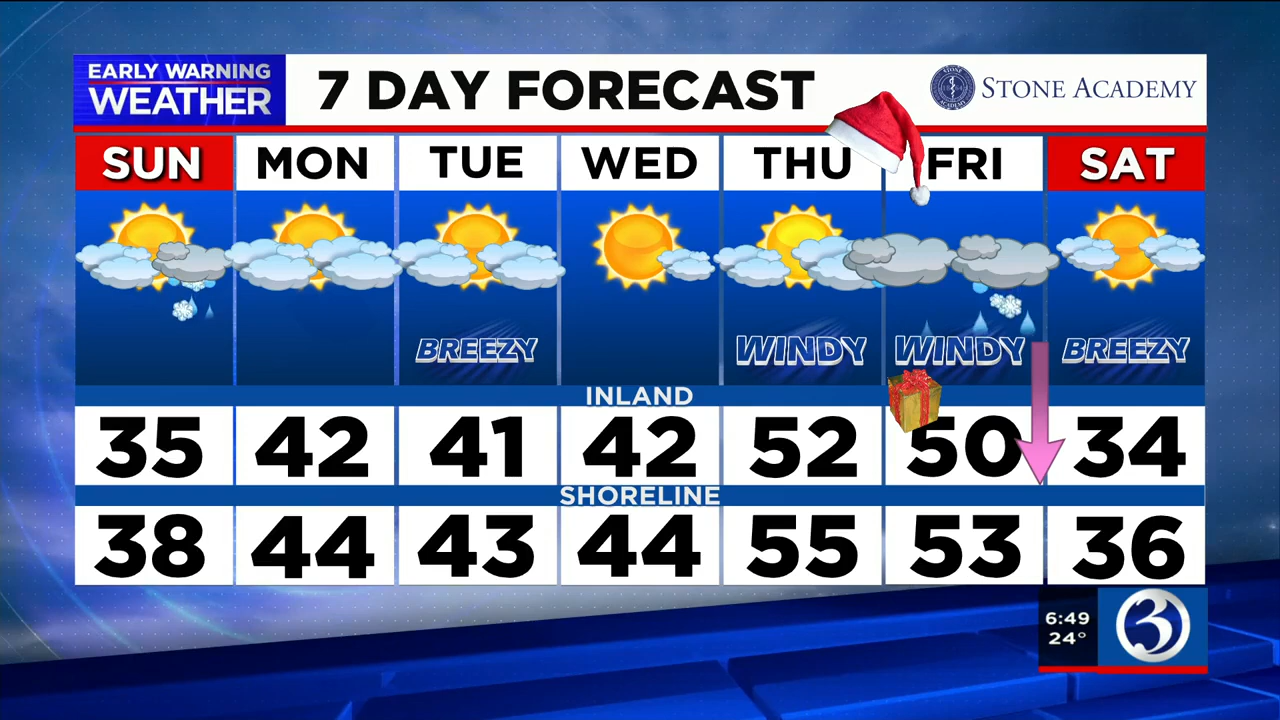 EARLY WARNING
WEATHER
7 DAY FORECAST
STONE ACADEMY
SUN MON TUE WED THU FRI SAT
BREEZY WINDY WINDY BREEZY
INLAND
35 42 41 42 52 50 34
SHORELINE
38 44 43 44 55 53 36
6:49
24°
3